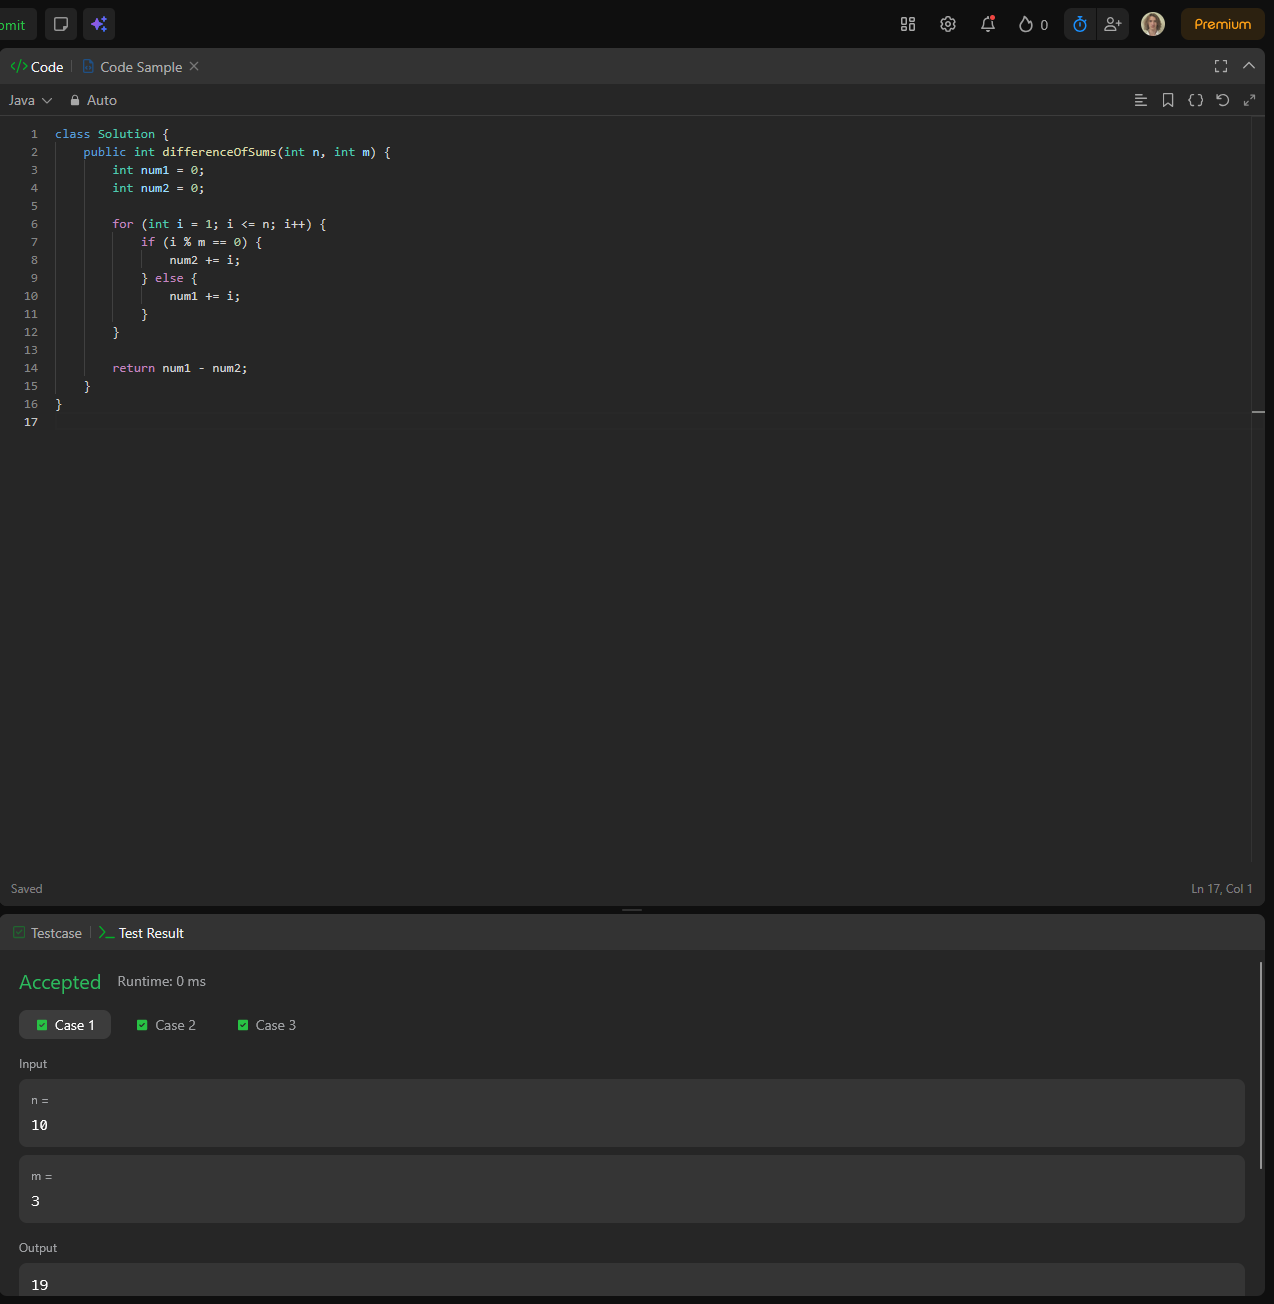 omit
0
Premium
</> Code
Code Sample
Java
Auto
1 class Solution {
2     public int differenceOfSums(int n, int m) {
3         int num1 = 0;
4         int num2 = 0;
5
6         for (int i = 1; i <= n; i++) {
7             if (i % m == 0) {
8                 num2 += i;
9             } else {
10                 num1 += i;
11             }
12         }
13
14         return num1 - num2;
15     }
16 }
17
Saved
Ln 17, Col 1
Testcase
Test Result
Accepted
Runtime: 0 ms
Case 1
Case 2
Case 3
Input
n =
10
m =
3
Output
19